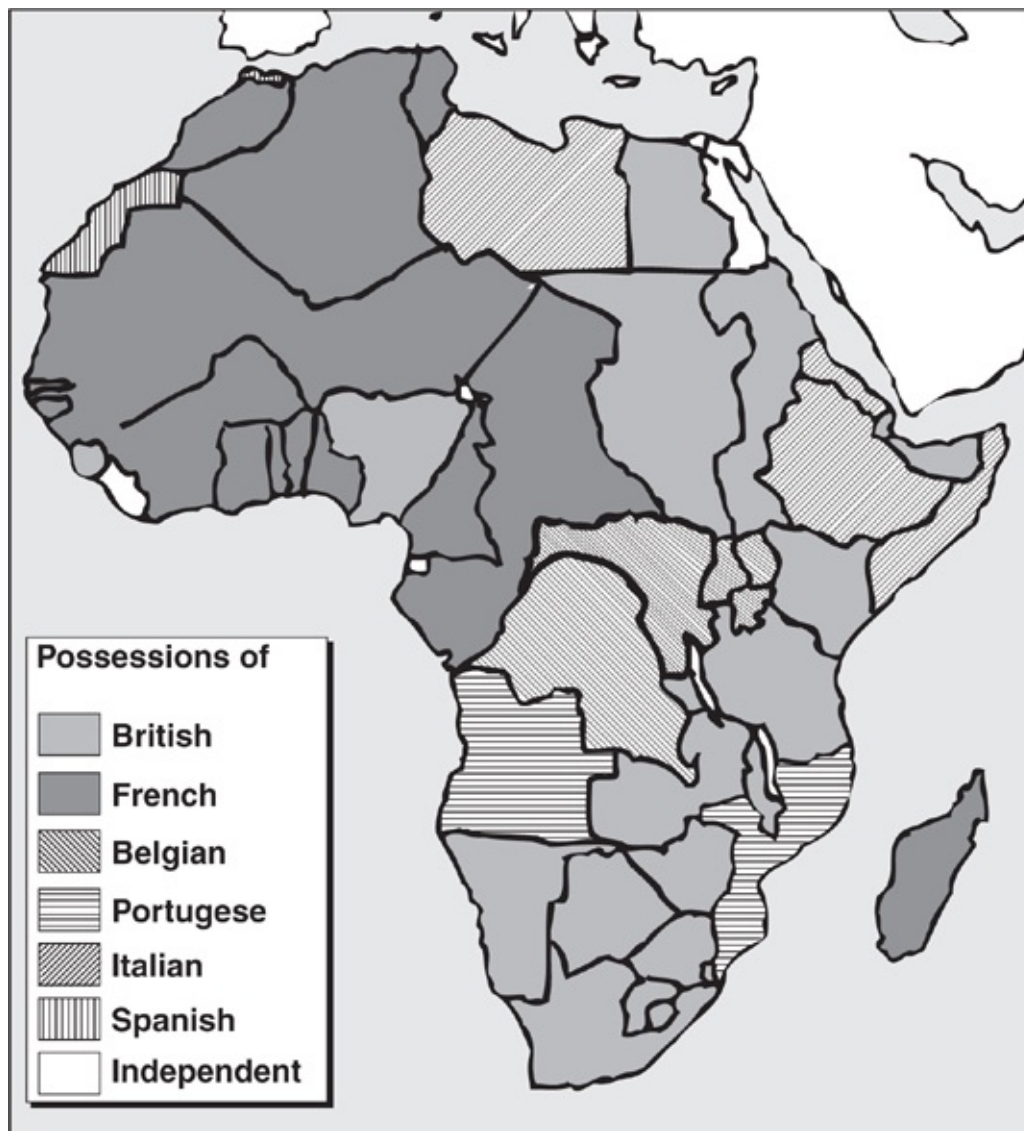 Possessions of
British
French
Belgian
Portugese
Italian
Spanish
Independent